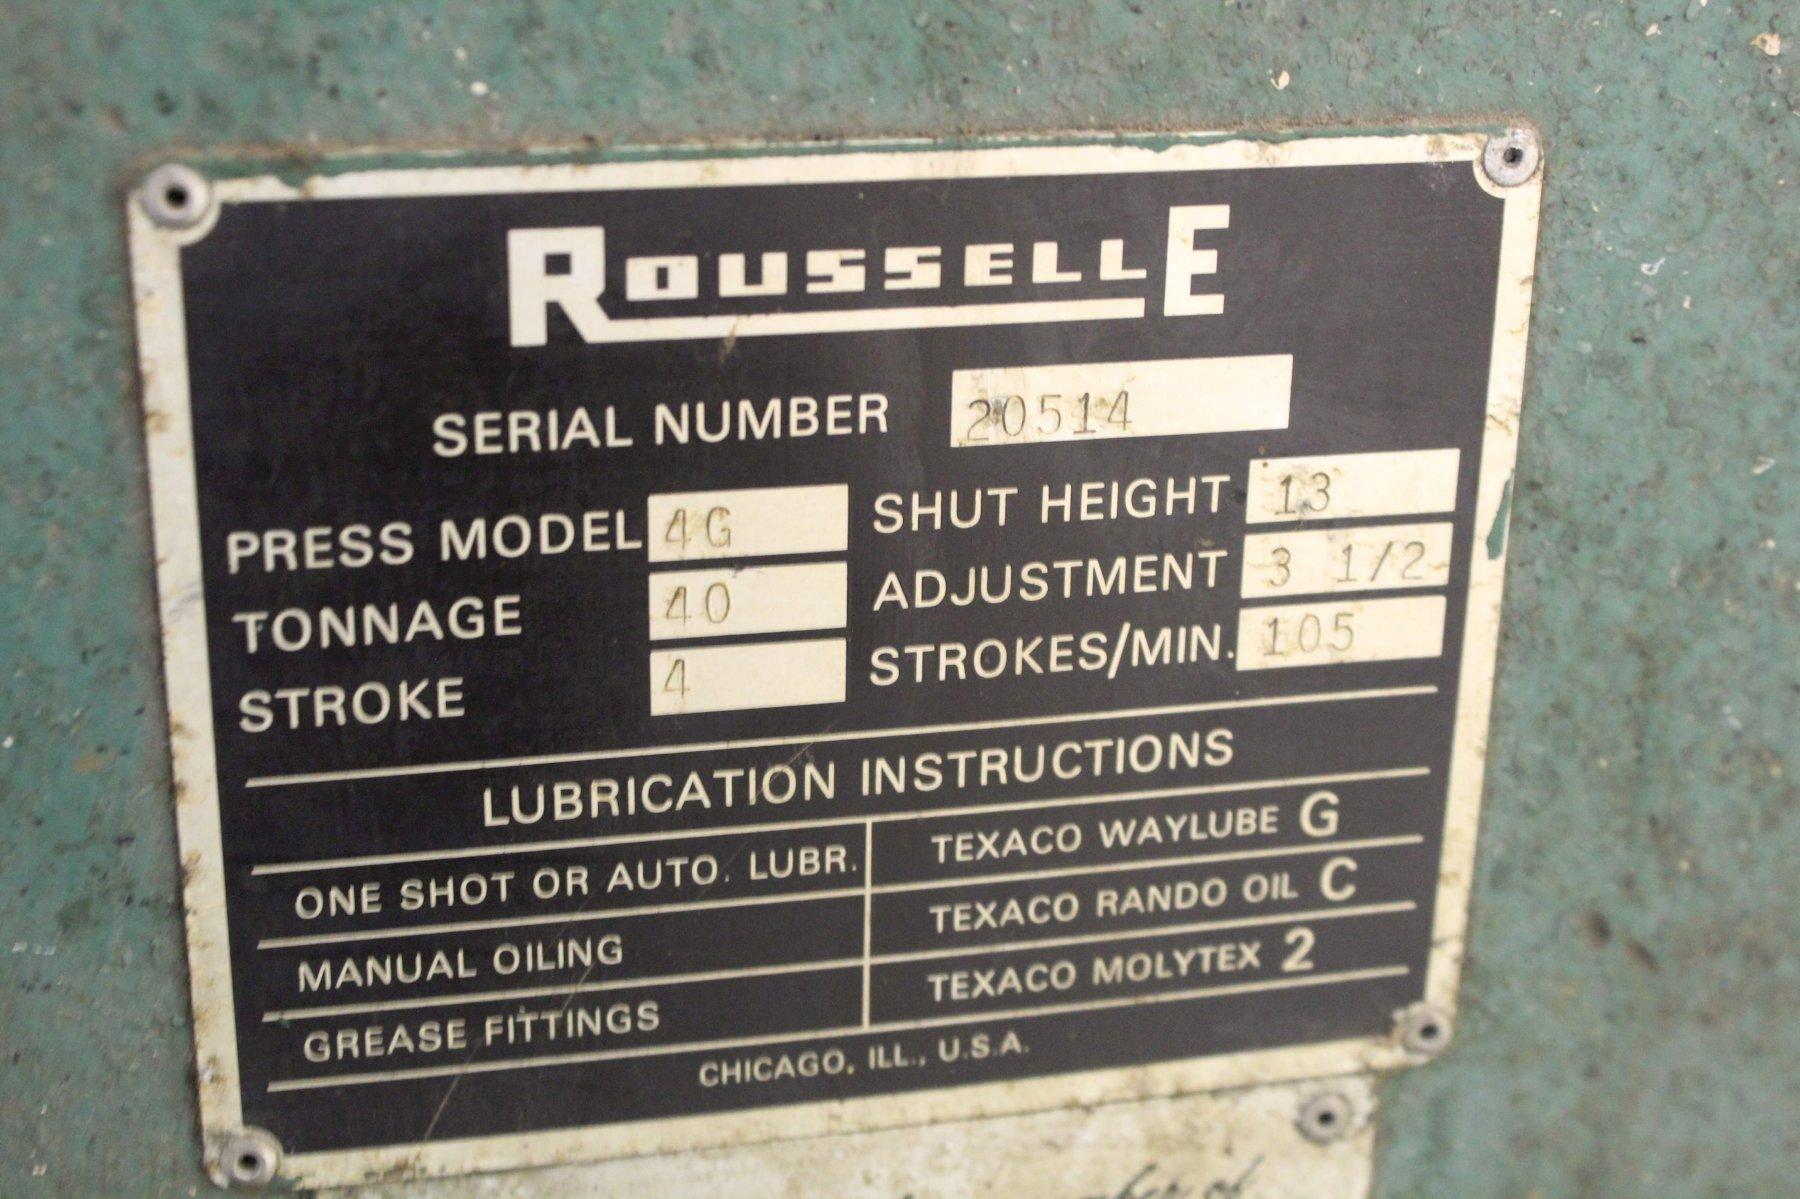 ROUSSELLE
SERIAL NUMBER 20514
PRESS MODEL 4G SHUT HEIGHT 13
TONNAGE 40 ADJUSTMENT 3 1/2
STROKE 4 STROKES/MIN. 105
LUBRICATION INSTRUCTIONS
ONE SHOT OR AUTO. LUBR. TEXACO WAYLUBE G
MANUAL OILING TEXACO RANDO OIL C
GREASE FITTINGS TEXACO MOLYTEX 2
CHICAGO, ILL., U.S.A.
of